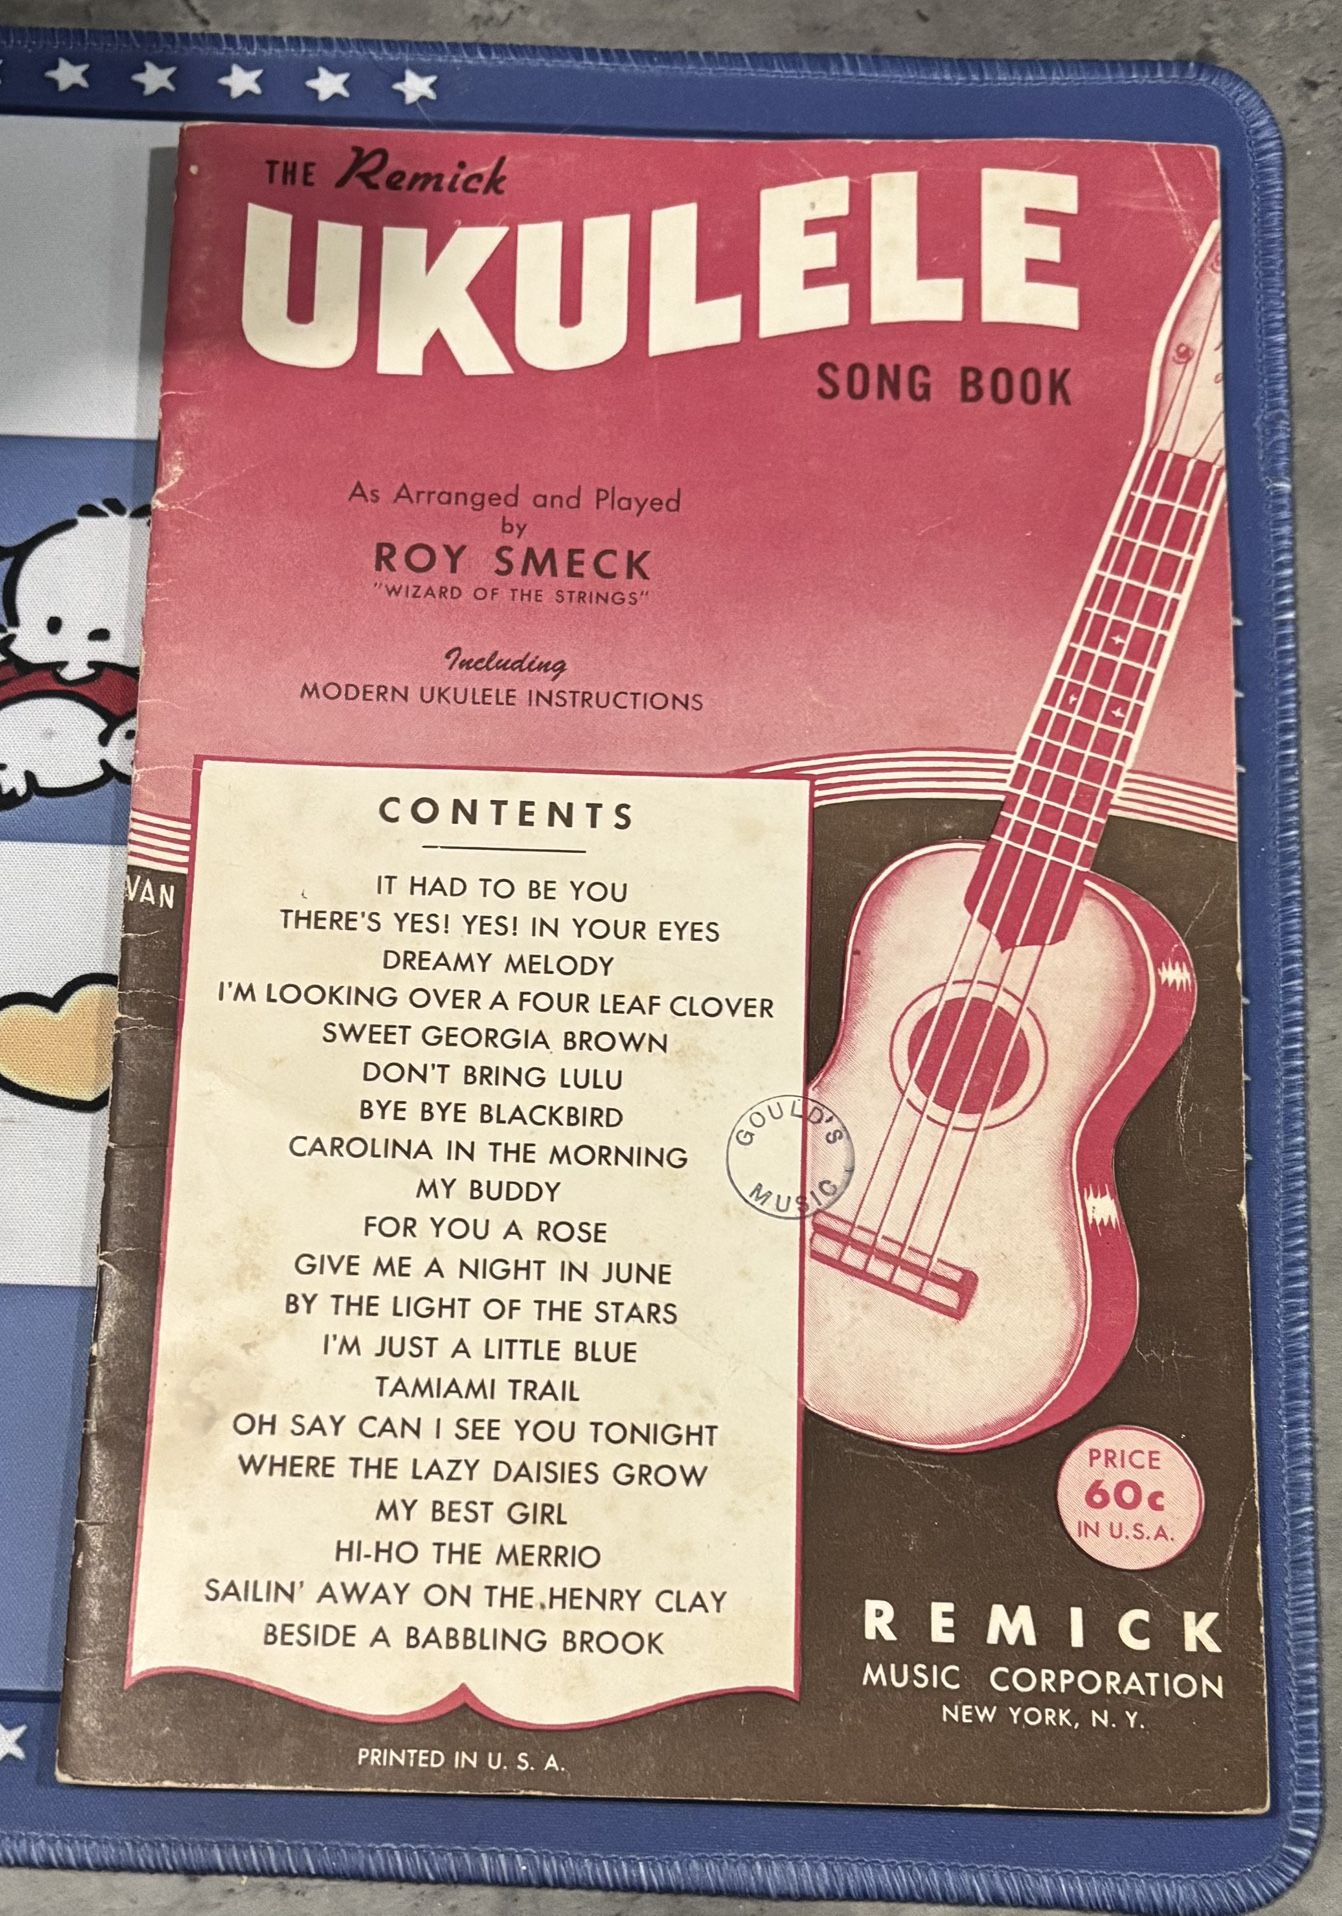 THE Remick
UKULELE
SONG BOOK
As Arranged and Played
by
ROY SMECK
"WIZARD OF THE STRINGS"
Including
MODERN UKULELE INSTRUCTIONS
CONTENTS
IT HAD TO BE YOU
THERE'S YES! YES! IN YOUR EYES
DREAMY MELODY
I'M LOOKING OVER A FOUR LEAF CLOVER
SWEET GEORGIA BROWN
DON'T BRING LULU
BYE BYE BLACKBIRD
CAROLINA IN THE MORNING
MY BUDDY
FOR YOU A ROSE
GIVE ME A NIGHT IN JUNE
BY THE LIGHT OF THE STARS
I'M JUST A LITTLE BLUE
TAMIAMI TRAIL
OH SAY CAN I SEE YOU TONIGHT
WHERE THE LAZY DAISIES GROW
MY BEST GIRL
HI-HO THE MERRIO
SAILIN' AWAY ON THE HENRY CLAY
BESIDE A BABBLING BROOK
VAN
GOULD'S
MUSIC
PRICE
60c
IN U.S.A.
REMICK
MUSIC CORPORATION
NEW YORK, N. Y.
PRINTED IN U. S. A.